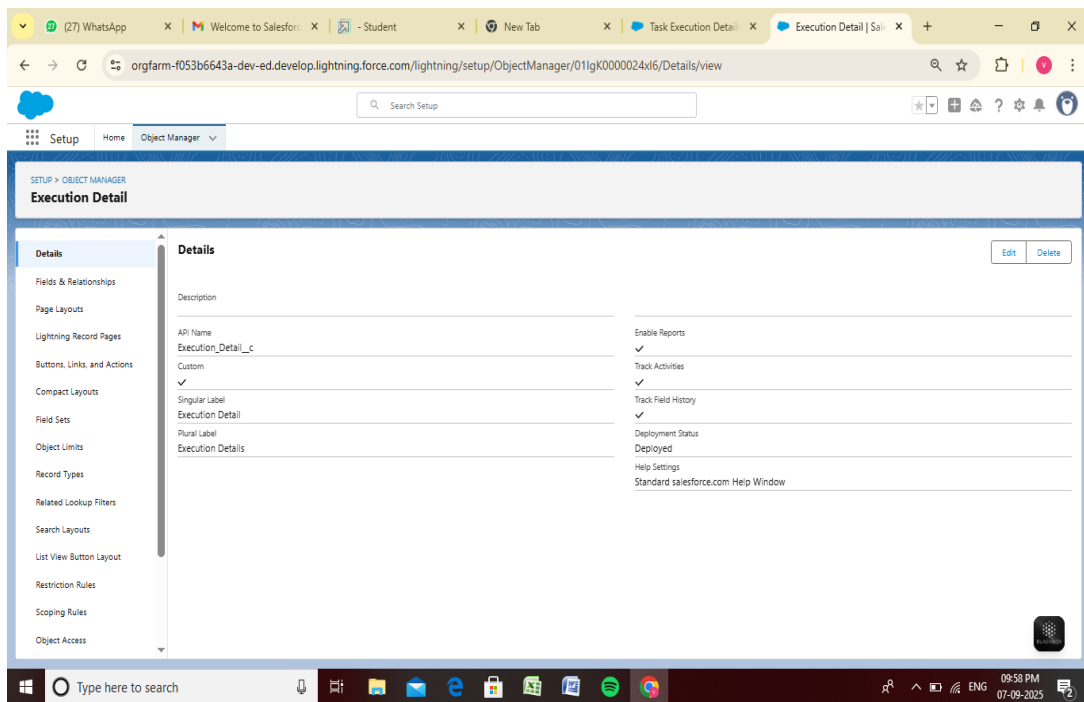 27 (27) WhatsApp
Welcome to Salesforc
- Student
New Tab
Task Execution Detail
Execution Detail | Sal
orgfarm-f053b6643a-dev-ed.develop.lightning.force.com/lightning/setup/ObjectManager/01IgK0000024xI6/Details/view
V
Search Setup
Setup Home Object Manager
SETUP > OBJECT MANAGER
Execution Detail
Details
Fields & Relationships
Page Layouts
Lightning Record Pages
Buttons, Links, and Actions
Compact Layouts
Field Sets
Object Limits
Record Types
Related Lookup Filters
Search Layouts
List View Button Layout
Restriction Rules
Scoping Rules
Object Access
Details
Edit Delete
Description
API Name
Execution_Detail__c
Custom
Singular Label
Execution Detail
Plural Label
Execution Details
Enable Reports
Track Activities
Track Field History
Deployment Status
Deployed
Help Settings
Standard salesforce.com Help Window
BLACKBOX
Type here to search
ENG
09:58 PM
07-09-2025
2